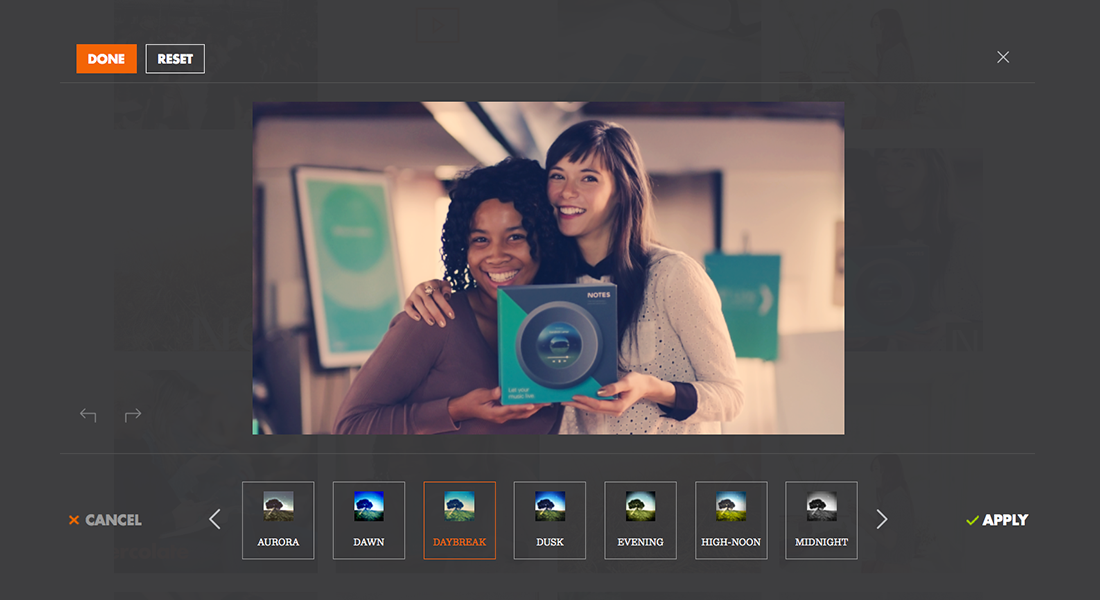 DONE
RESET
NOTES
Let your
music live
CANCEL
AURORA
DAWN
DAYBREAK
DUSK
EVENING
HIGH-NOON
MIDNIGHT
APPLY